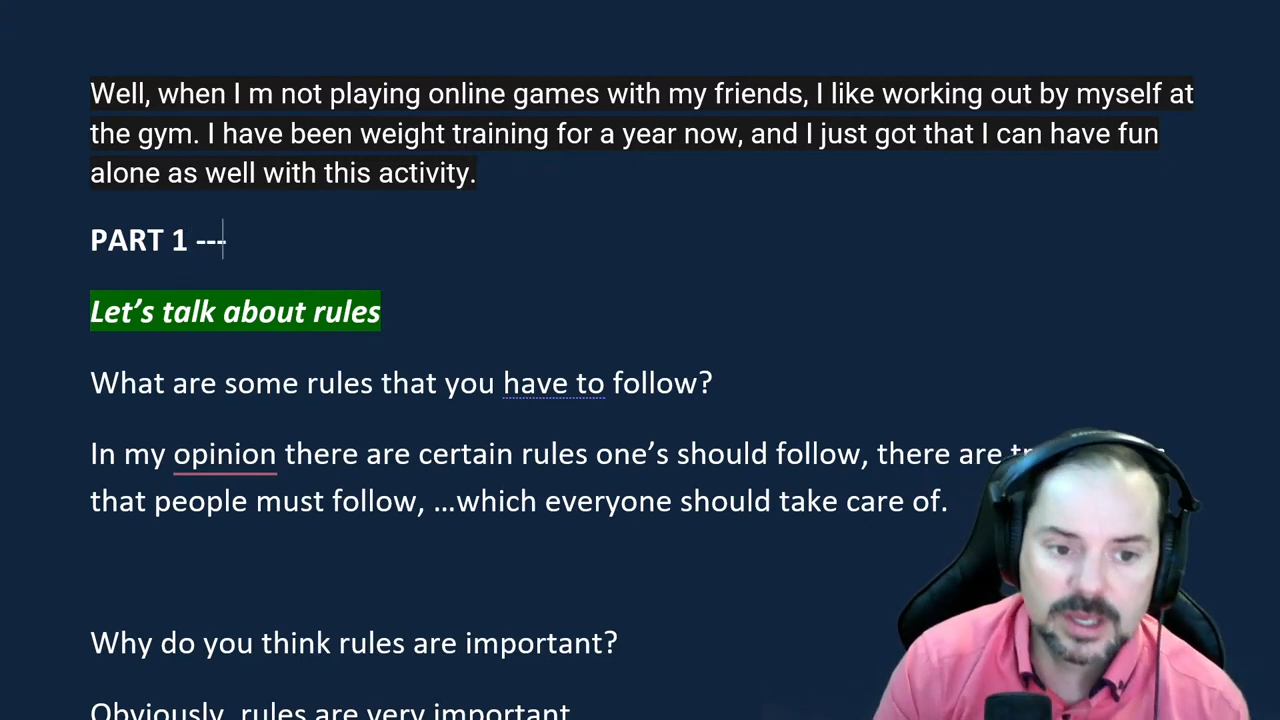 Well, when I m not playing online games with my friends, I like working out by myself at
the gym. I have been weight training for a year now, and I just got that I can have fun
alone as well with this activity.
PART 1 ---
Let's talk about rules
What are some rules that you have to follow?
In my opinion there are certain rules one's should follow, there are
that people must follow, ...which everyone should take care of.
Why do you think rules are important?
Obviously, rules are very important